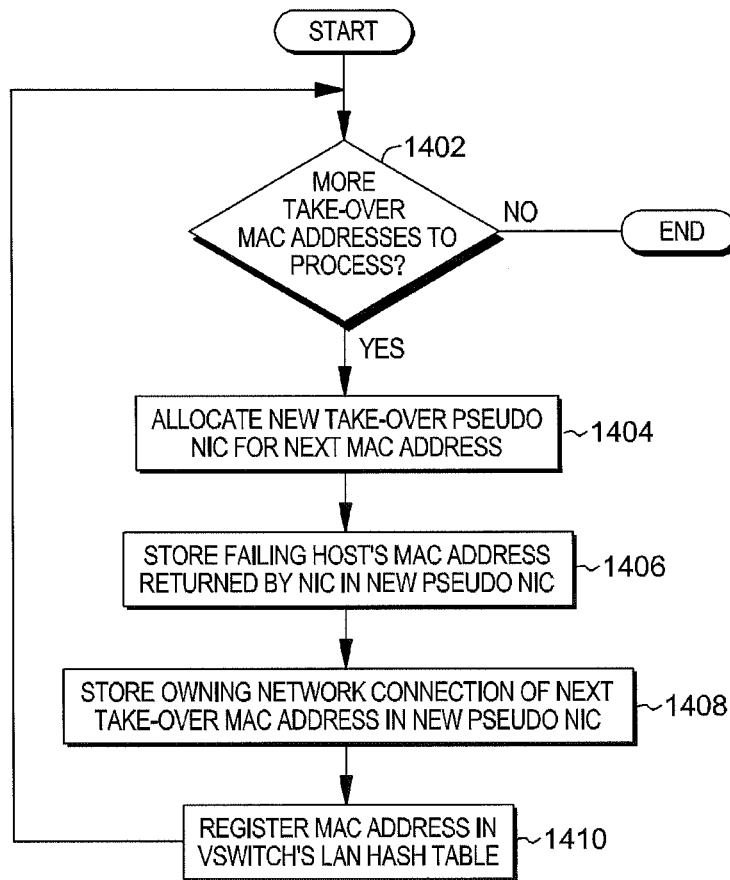 START
1402
MORE
TAKE-OVER
MAC ADDRESSES TO
PROCESS?
NO
END
YES
ALLOCATE NEW TAKE-OVER PSEUDO
NIC FOR NEXT MAC ADDRESS
1404
STORE FAILING HOST'S MAC ADDRESS
RETURNED BY NIC IN NEW PSEUDO NIC
1406
STORE OWNING NETWORK CONNECTION OF NEXT
TAKE-OVER MAC ADDRESS IN NEW PSEUDO NIC
1408
REGISTER MAC ADDRESS IN
VSWITCH'S LAN HASH TABLE
1410